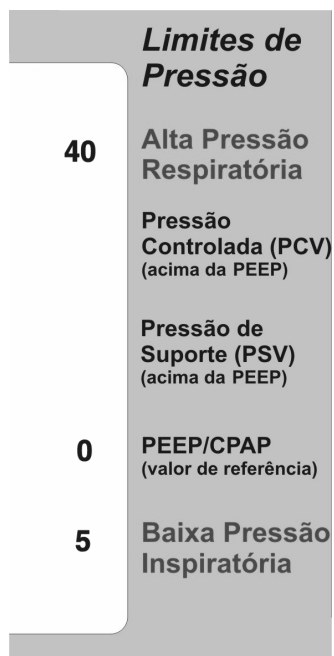 Limites de
Pressão
40
Alta Pressão
Respiratória
Pressão
Controlada (PCV)
(acima da PEEP)
Pressão de
Suporte (PSV)
(acima da PEEP)
0
PEEP/CPAP
(valor de referência)
5
Baixa Pressão
Inspiratória